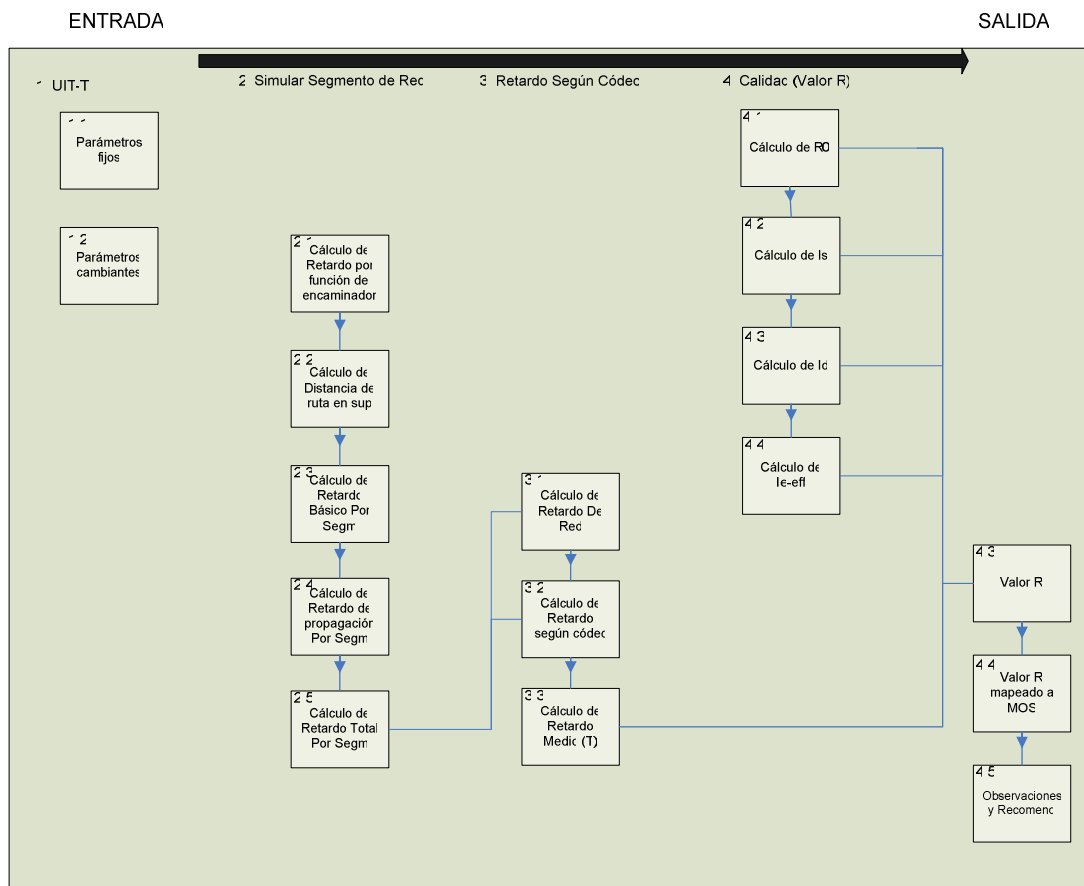 ENTRADA
SALIDA
UIT-T
2 Simular Segmento de Red
3 Retardo Según Códec
4 Calidad (Valor R)
Parámetros
fijos
2
Parámetros
cambiantes
2
Cálculo de
Retardo por
función de
encaminador
2 2
Cálculo de
Distancia de
ruta en sup
2 3
Cálculo de
Retardo
Básico Por
Segm
2 4
Cálculo de
Retardo de
propagación
Por Segm
2 5
Cálculo de
Retardo Total
Por Segm
3
Cálculo de
Retardo De
Red
3 2
Cálculo de
Retardo
según códec
3 3
Cálculo de
Retardo
Medio (T)
4
Cálculo de R0
4 2
Cálculo de Is
4 3
Cálculo de Id
4 4
Cálculo de
Ie-eff
4 3
Valor R
4 4
Valor R
mapeado a
MOS
4 5
Observaciones
y Recomend